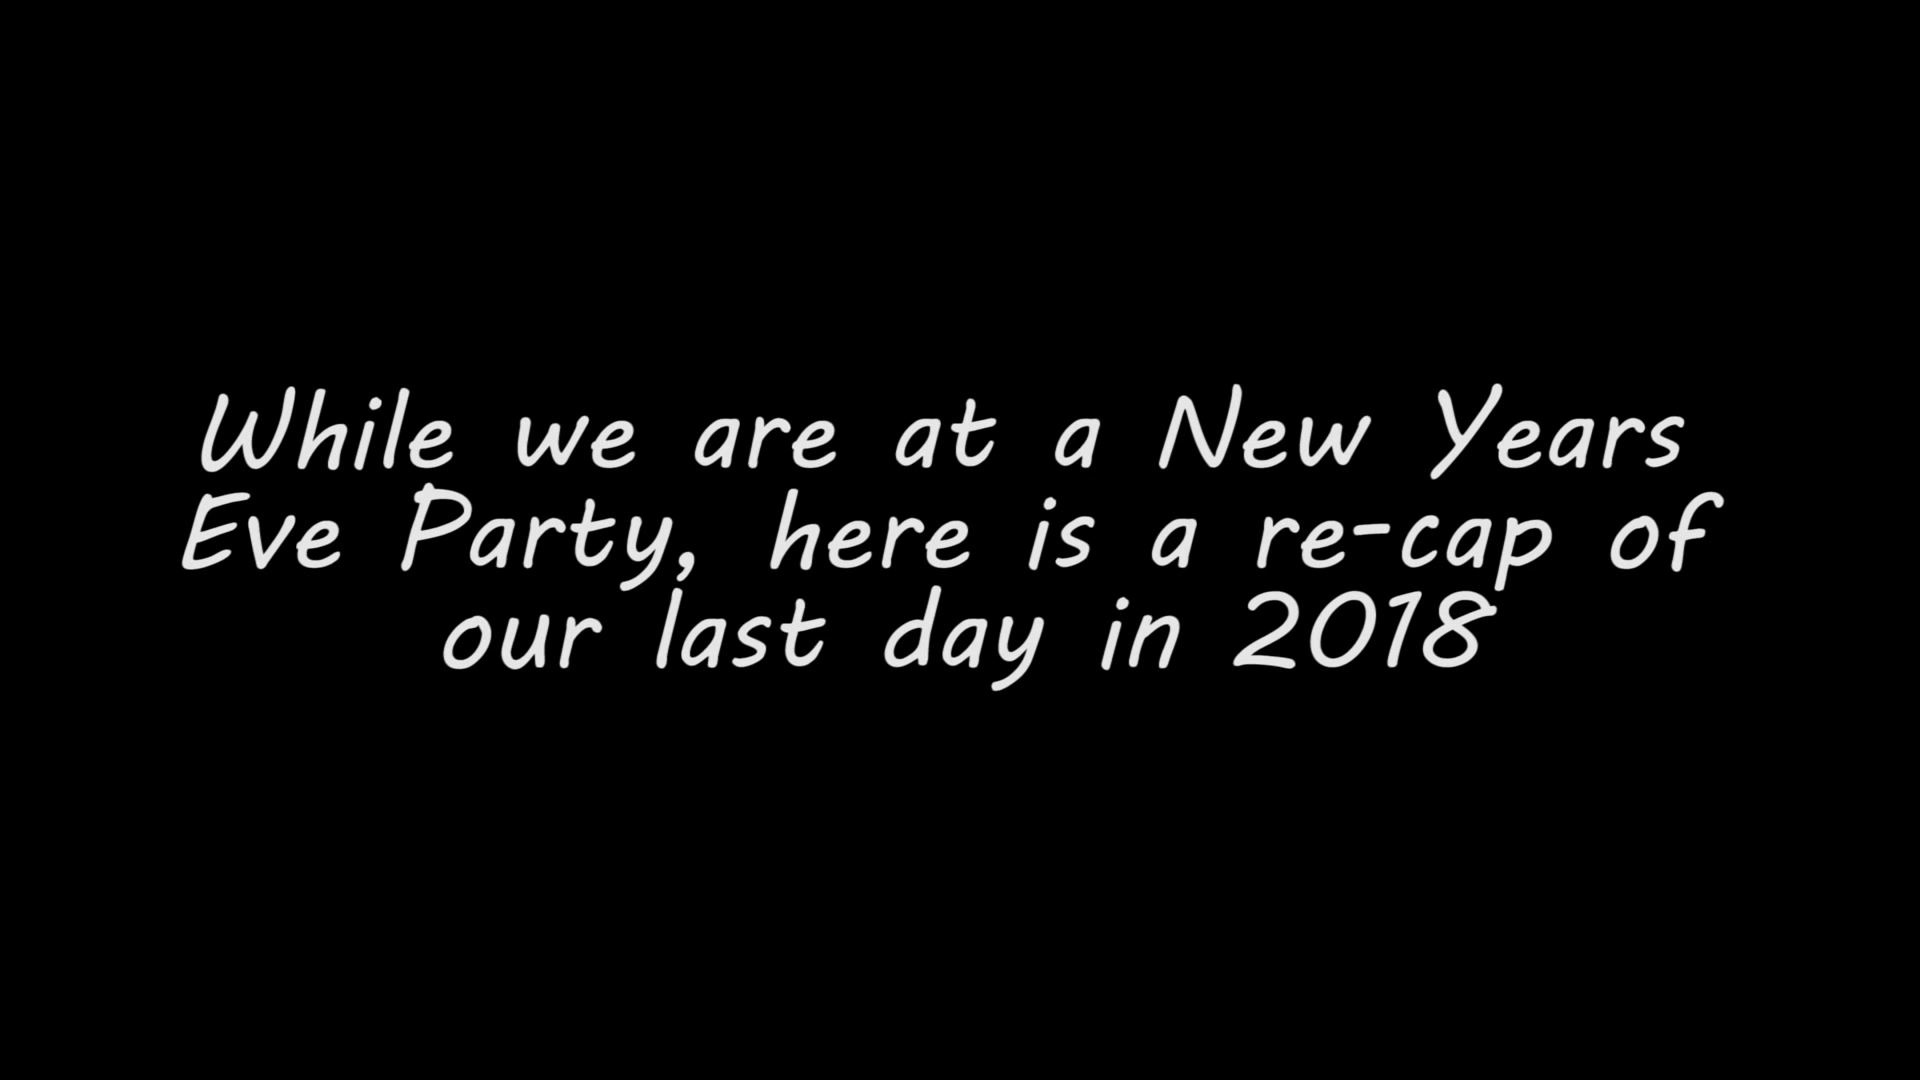 While we are at a New Years
Eve Party, here is a re-cap of
our last day in 2018